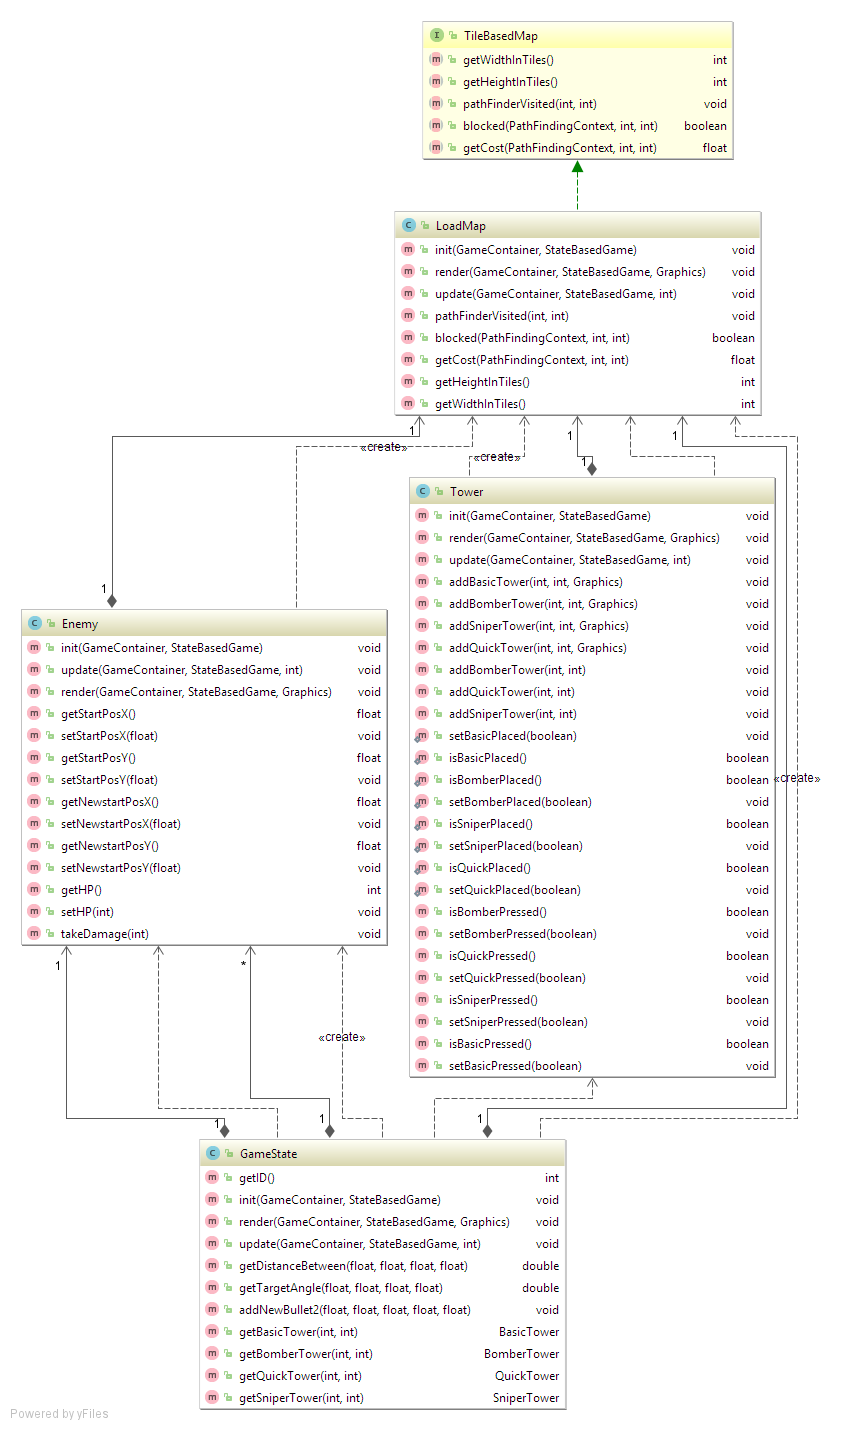 TileBasedMap
getWidthInTiles() int
getHeightInTiles() int
pathFinderVisited(int, int) void
blocked(PathFindingContext, int, int) boolean
getCost(PathFindingContext, int, int) float
LoadMap
init(GameContainer, StateBasedGame) void
render(GameContainer, StateBasedGame, Graphics) void
update(GameContainer, StateBasedGame, int) void
pathFinderVisited(int, int) void
blocked(PathFindingContext, int, int) boolean
getCost(PathFindingContext, int, int) float
getHeightInTiles() int
getWidthInTiles() int
1
1
1
«create»
«create»
1
Tower
init(GameContainer, StateBasedGame) void
render(GameContainer, StateBasedGame, Graphics) void
update(GameContainer, StateBasedGame, int) void
addBasicTower(int, int, Graphics) void
addBomberTower(int, int, Graphics) void
addSniperTower(int, int, Graphics) void
addQuickTower(int, int, Graphics) void
addBomberTower(int, int) void
addQuickTower(int, int) void
addSniperTower(int, int) void
setBasicPlaced(boolean) void
isBasicPlaced() boolean
isBomberPlaced() boolean
setBomberPlaced(boolean) void
isSniperPlaced() boolean
setSniperPlaced(boolean) void
isQuickPlaced() boolean
setQuickPlaced(boolean) void
isBomberPressed() boolean
setBomberPressed(boolean) void
isQuickPressed() boolean
setQuickPressed(boolean) void
isSniperPressed() boolean
setSniperPressed(boolean) void
isBasicPressed() boolean
setBasicPressed(boolean) void
«create»
1
Enemy
init(GameContainer, StateBasedGame) void
update(GameContainer, StateBasedGame, int) void
render(GameContainer, StateBasedGame, Graphics) void
getStartPosX() float
setStartPosX(float) void
getStartPosY() float
setStartPosY(float) void
getNewstartPosX() float
setNewstartPosX(float) void
getNewstartPosY() float
setNewstartPosY(float) void
getHP() int
setHP(int) void
takeDamage(int) void
1
*
«create»
1
1
1
GameState
getID() int
init(GameContainer, StateBasedGame) void
render(GameContainer, StateBasedGame, Graphics) void
update(GameContainer, StateBasedGame, int) void
getDistanceBetween(float, float, float, float) double
getTargetAngle(float, float, float, float) double
addNewBullet2(float, float, float, float, float) void
getBasicTower(int, int) BasicTower
getBomberTower(int, int) BomberTower
getQuickTower(int, int) QuickTower
getSniperTower(int, int) SniperTower
Powered by yFiles